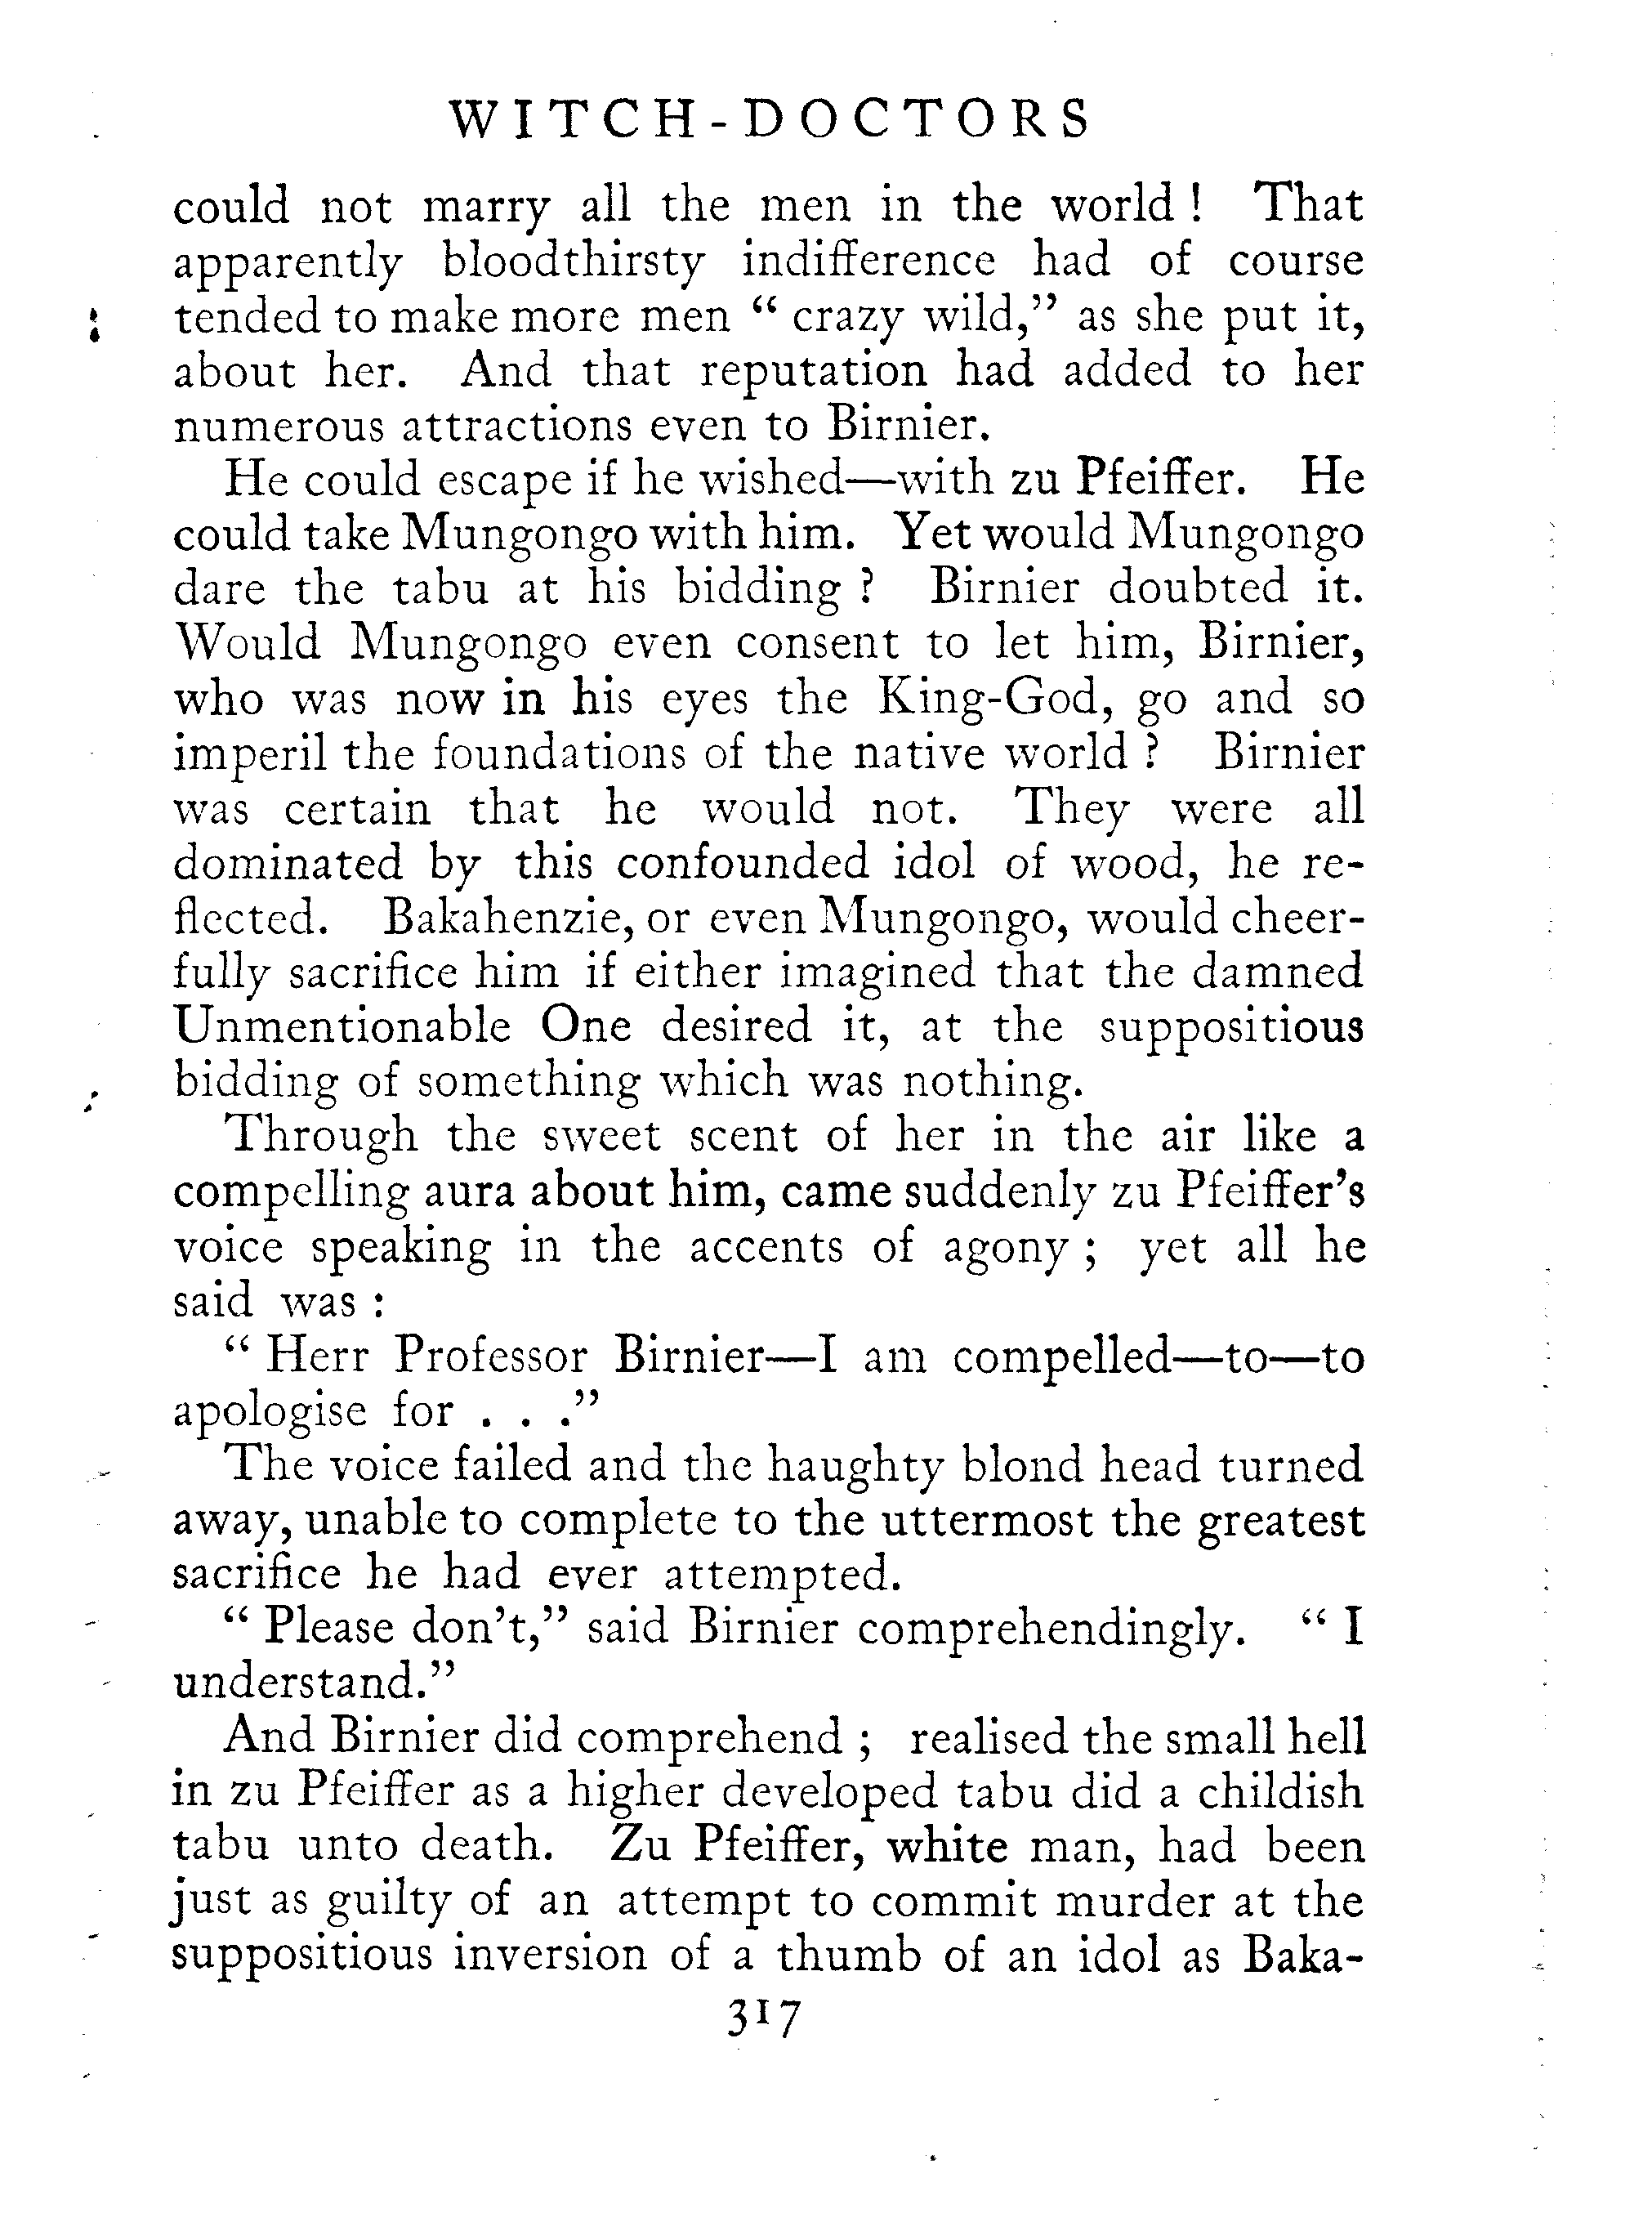 WITCH-DOCTORS
could not marry all the men in the world ! That
apparently bloodthirsty indifference had of course
tended to make more men “ crazy wild,” as she put it,
about her. And that reputation had added to her
numerous attractions even to Birnier.
He could escape if he wished—with zu Pfeiffer. He
could take Mungongo with him. Yet would Mungongo
dare the tabu at his bidding ? Birnier doubted it.
Would Mungongo even consent to let him, Birnier,
who was now in his eyes the King-God, go and so
imperil the foundations of the native world ? Birnier
was certain that he would not. They were all
dominated by this confounded idol of wood, he re-
flected. Bakahenzie, or even Mungongo, would cheer-
fully sacrifice him if either imagined that the damned
Unmentionable One desired it, at the suppositious
bidding of something which was nothing.
Through the sweet scent of her in the air like a
compelling aura about him, came suddenly zu Pfeiffer’s
voice speaking in the accents of agony ; yet all he
said was :
“ Herr Professor Birnier—I am compelled—to—to
apologise for . . .”
The voice failed and the haughty blond head turned
away, unable to complete to the uttermost the greatest
sacrifice he had ever attempted.
“ Please don’t,” said Birnier comprehendingly. “ I
understand.”
And Birnier did comprehend ; realised the small hell
in zu Pfeiffer as a higher developed tabu did a childish
tabu unto death. Zu Pfeiffer, white man, had been
just as guilty of an attempt to commit murder at the
suppositious inversion of a thumb of an idol as Baka-
317